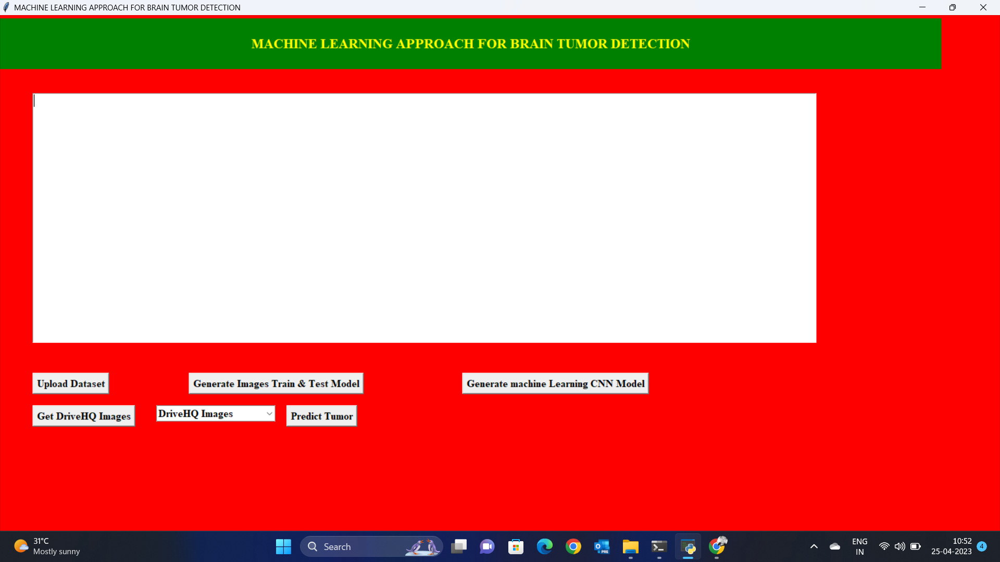 MACHINE LEARNING APPROACH FOR BRAIN TUMOR DETECTION
MACHINE LEARNING APPROACH FOR BRAIN TUMOR DETECTION
Upload Dataset
Generate Images Train & Test Model
Generate machine Learning CNN Model
Get DriveHQ Images
DriveHQ Images
Predict Tumor
31°C
Mostly sunny
Search
PRE
ENG
IN
10:52
25-04-2023
4